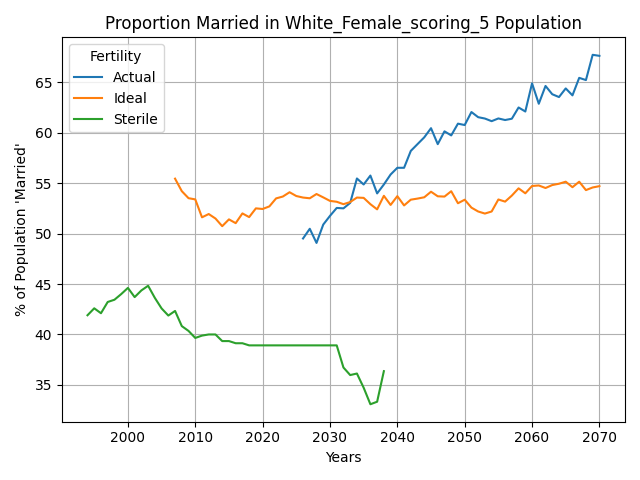 Proportion Married in White_Female_scoring_5 Population
Fertility
Actual
Ideal
Sterile
% of Population 'Married'
65
60
55
50
45
40
35
2000
2010
2020
2030
2040
2050
2060
2070
Years